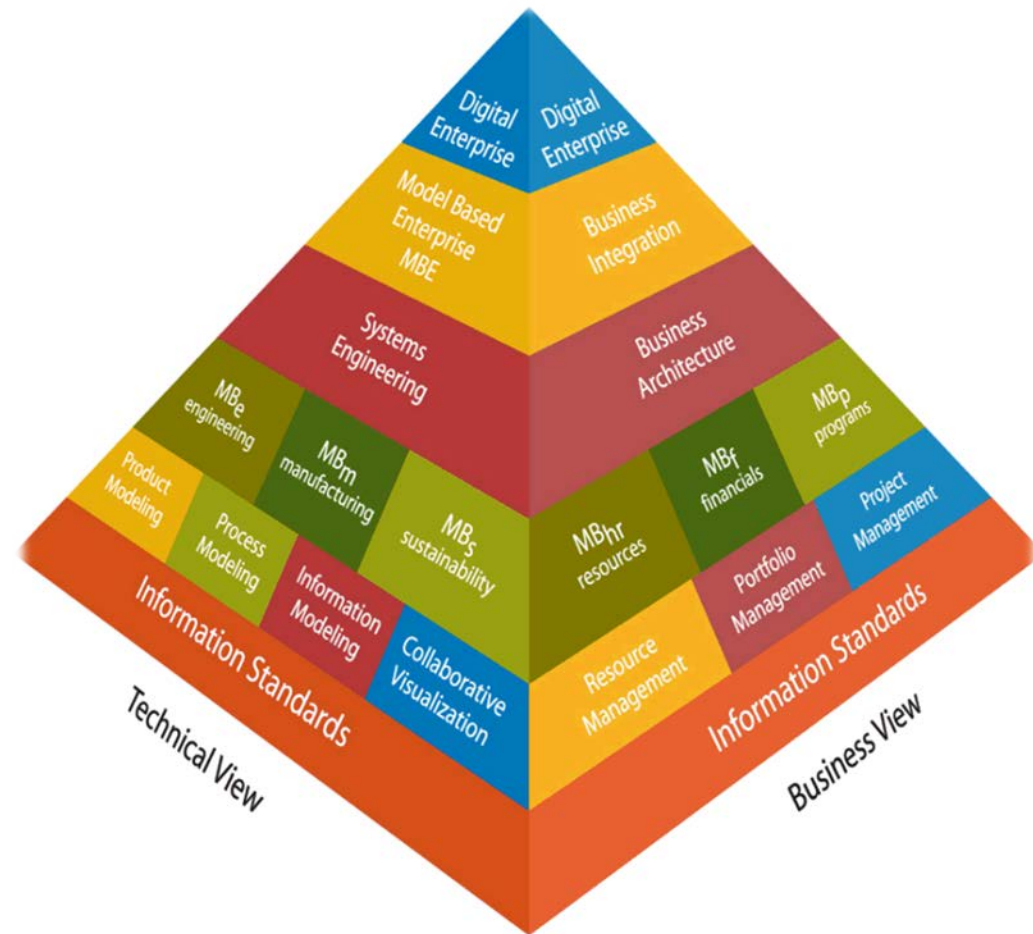 Digital
Enterprise
Digital
Enterprise
Model Based
Enterprise
MBE
Business
Integration
Systems
Engineering
Business
Architecture
MBe
engineering
MBm
manufacturing
MBs
sustainability
MBhr
resources
MBf
financials
MBp
programs
Product
Modeling
Process
Modeling
Information
Modeling
Collaborative
Visualization
Resource
Management
Portfolio
Management
Project
Management
Information Standards
Information Standards
Technical View
Business View